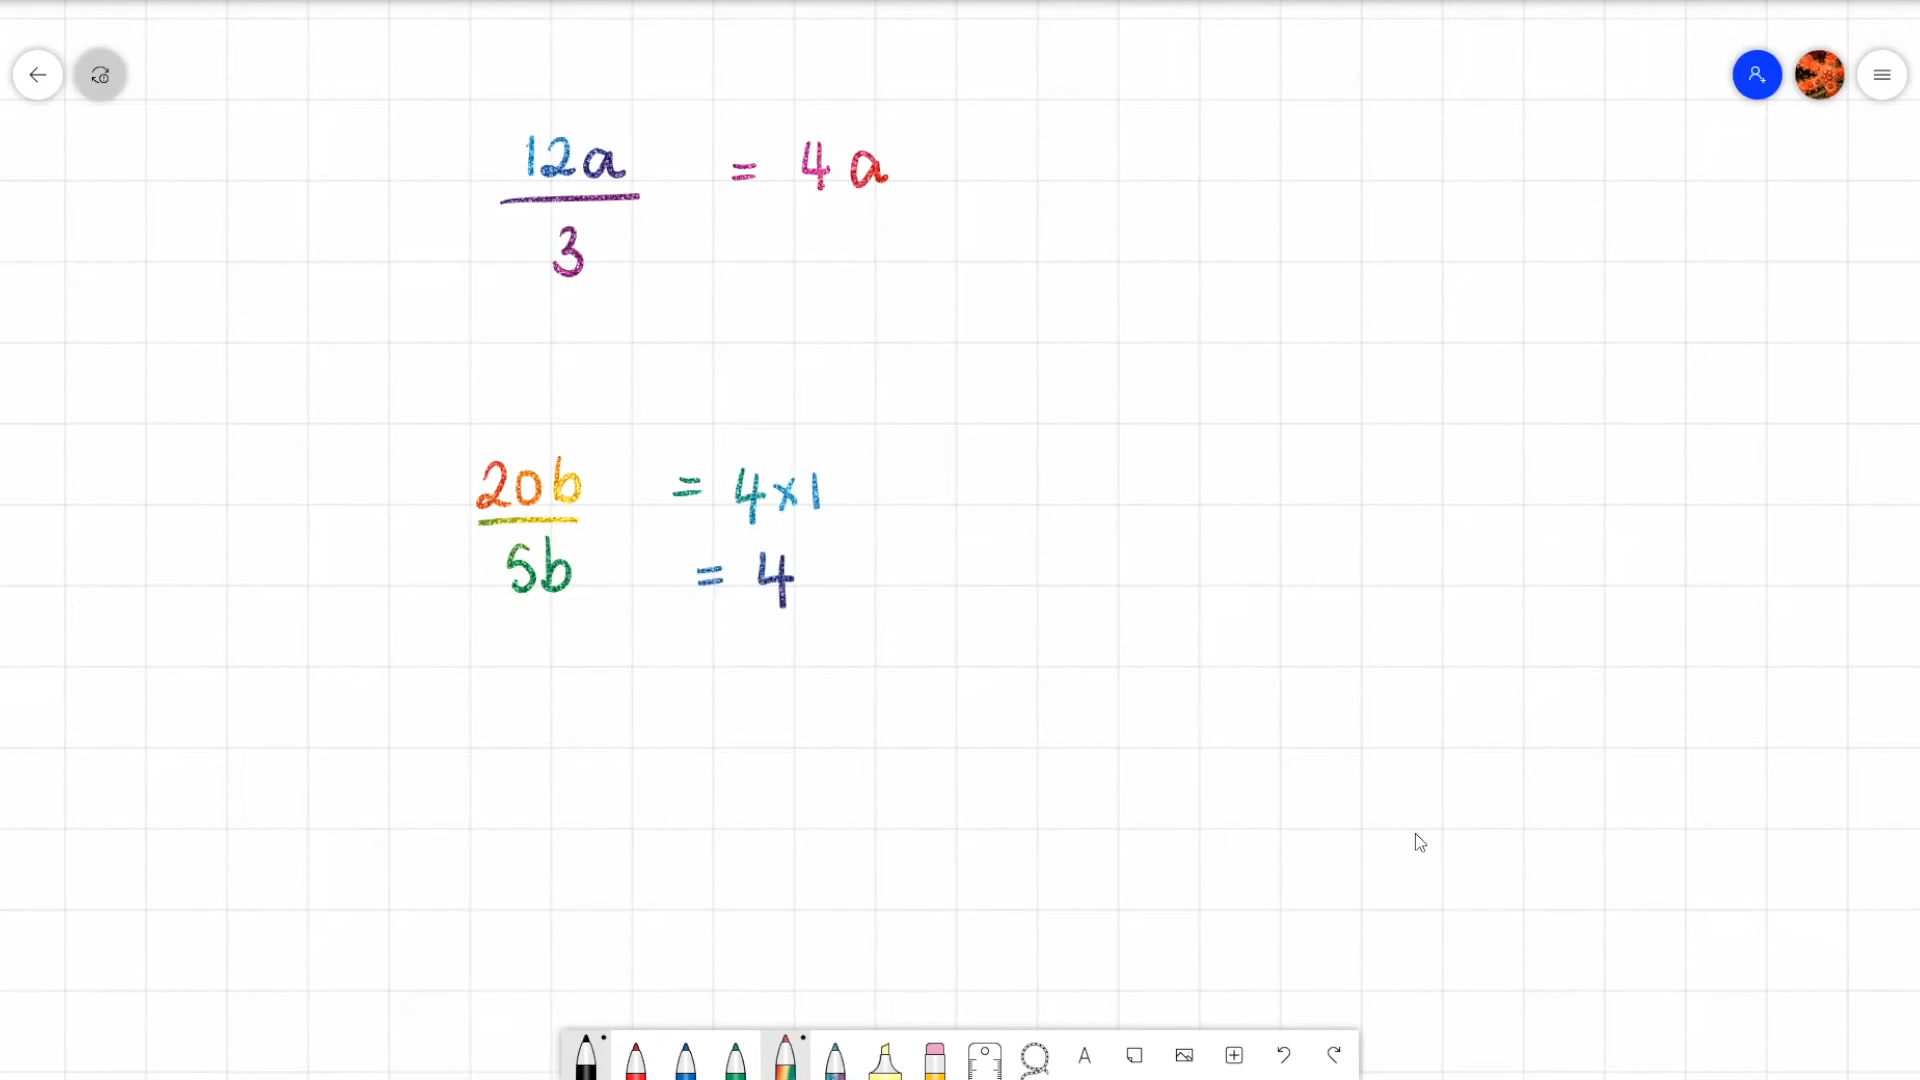 12a = 4a
3
20b = 4×1
5b = 4
A